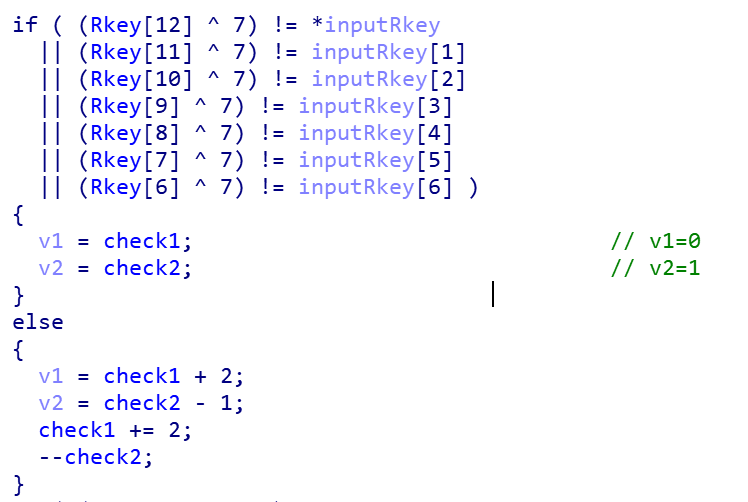 if ( (Rkey[12] ^ 7) != *inputRkey
|| (Rkey[11] ^ 7) != inputRkey[1]
|| (Rkey[10] ^ 7) != inputRkey[2]
|| (Rkey[9] ^ 7) != inputRkey[3]
|| (Rkey[8] ^ 7) != inputRkey[4]
|| (Rkey[7] ^ 7) != inputRkey[5]
|| (Rkey[6] ^ 7) != inputRkey[6] )
{
v1 = check1; // v1=0
v2 = check2; // v2=1
}
else
{
v1 = check1 + 2;
v2 = check2 - 1;
check1 += 2;
--check2;
}